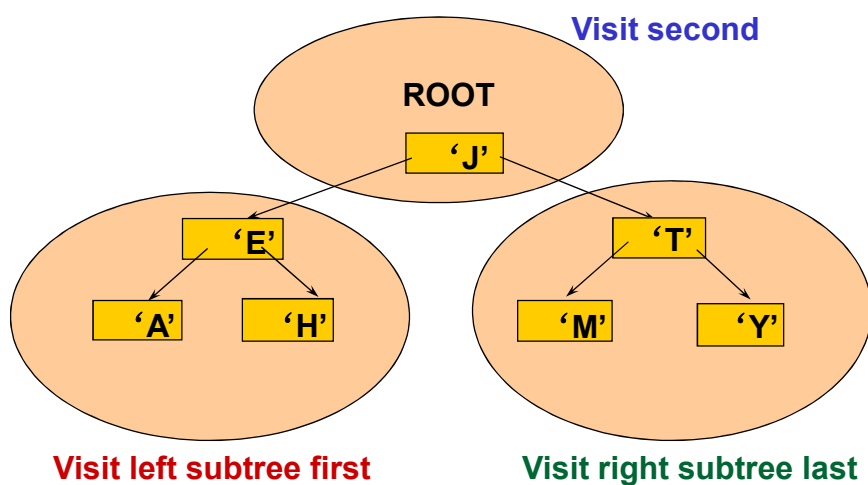 Visit second
ROOT
‘J’
‘E’
‘T’
‘A’
‘H’
‘M’
‘Y’
Visit left subtree first
Visit right subtree last